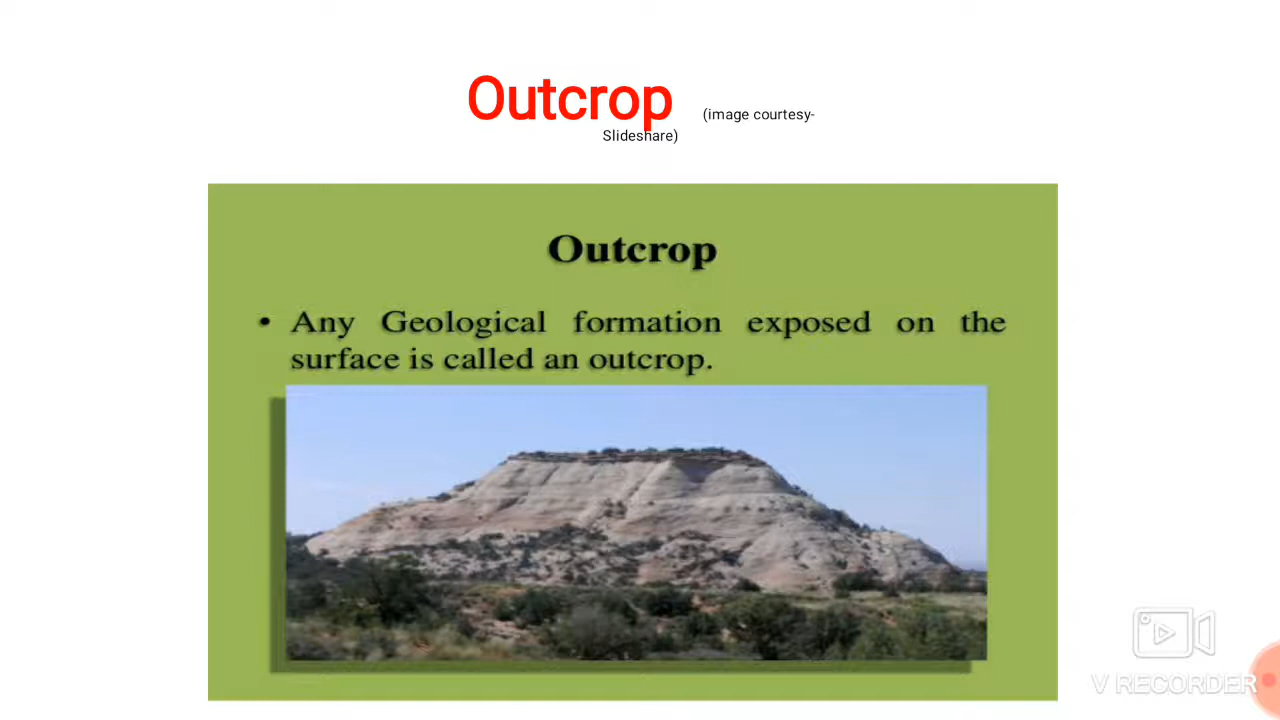 Outcrop (image courtesy-
Slideshare)
Outcrop
• Any Geological formation exposed on the
surface is called an outcrop.
V RECORDER